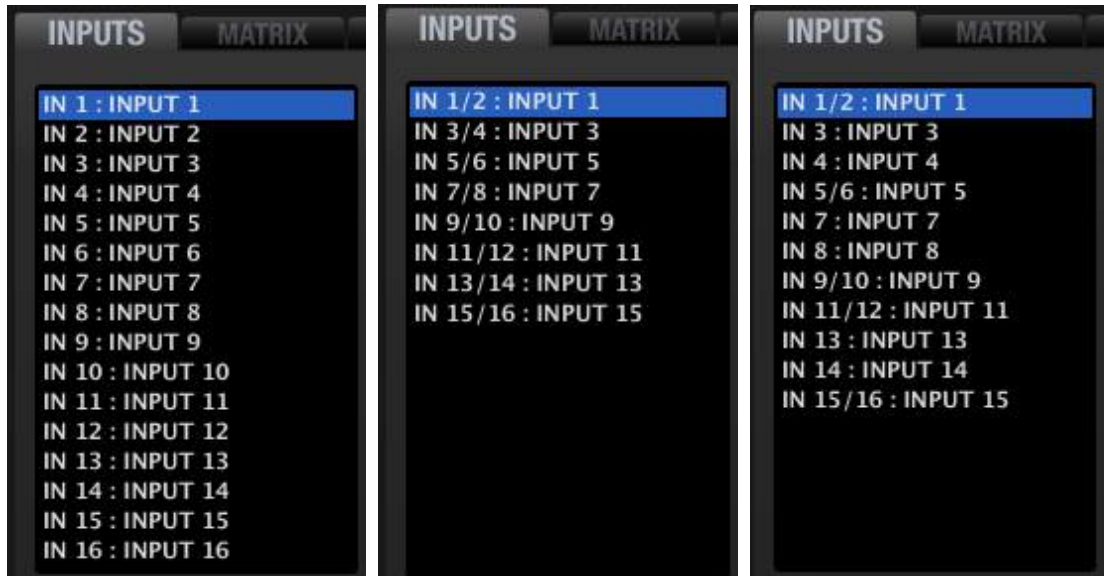 INPUTS MATRIX
IN 1 : INPUT 1
IN 2 : INPUT 2
IN 3 : INPUT 3
IN 4 : INPUT 4
IN 5 : INPUT 5
IN 6 : INPUT 6
IN 7 : INPUT 7
IN 8 : INPUT 8
IN 9 : INPUT 9
IN 10 : INPUT 10
IN 11 : INPUT 11
IN 12 : INPUT 12
IN 13 : INPUT 13
IN 14 : INPUT 14
IN 15 : INPUT 15
IN 16 : INPUT 16
INPUTS MATRIX
IN 1/2 : INPUT 1
IN 3/4 : INPUT 3
IN 5/6 : INPUT 5
IN 7/8 : INPUT 7
IN 9/10 : INPUT 9
IN 11/12 : INPUT 11
IN 13/14 : INPUT 13
IN 15/16 : INPUT 15
INPUTS MATRIX
IN 1/2 : INPUT 1
IN 3 : INPUT 3
IN 4 : INPUT 4
IN 5/6 : INPUT 5
IN 7 : INPUT 7
IN 8 : INPUT 8
IN 9/10 : INPUT 9
IN 11/12 : INPUT 11
IN 13 : INPUT 13
IN 14 : INPUT 14
IN 15/16 : INPUT 15